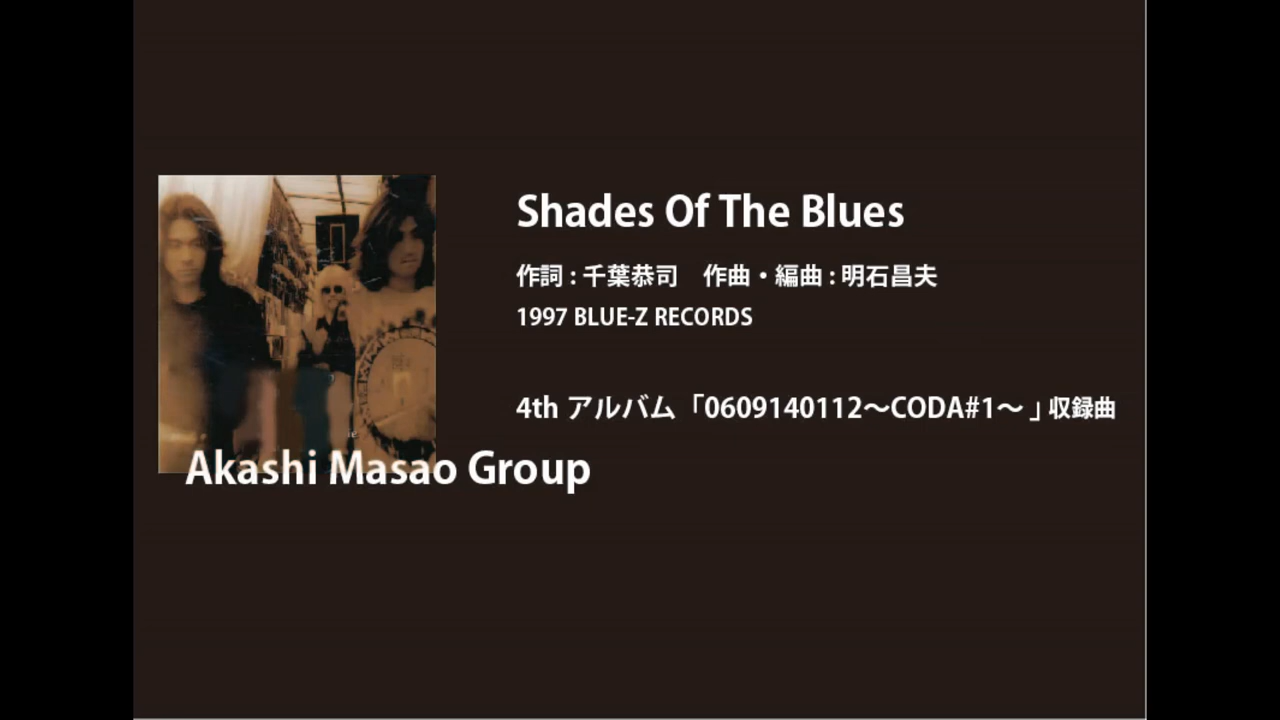 Shades Of The Blues
作詞 : 千葉恭司　作曲・編曲 : 明石昌夫
1997 BLUE-Z RECORDS
4th アルバム「0609140112～CODA#1～」収録曲
Akashi Masao Group